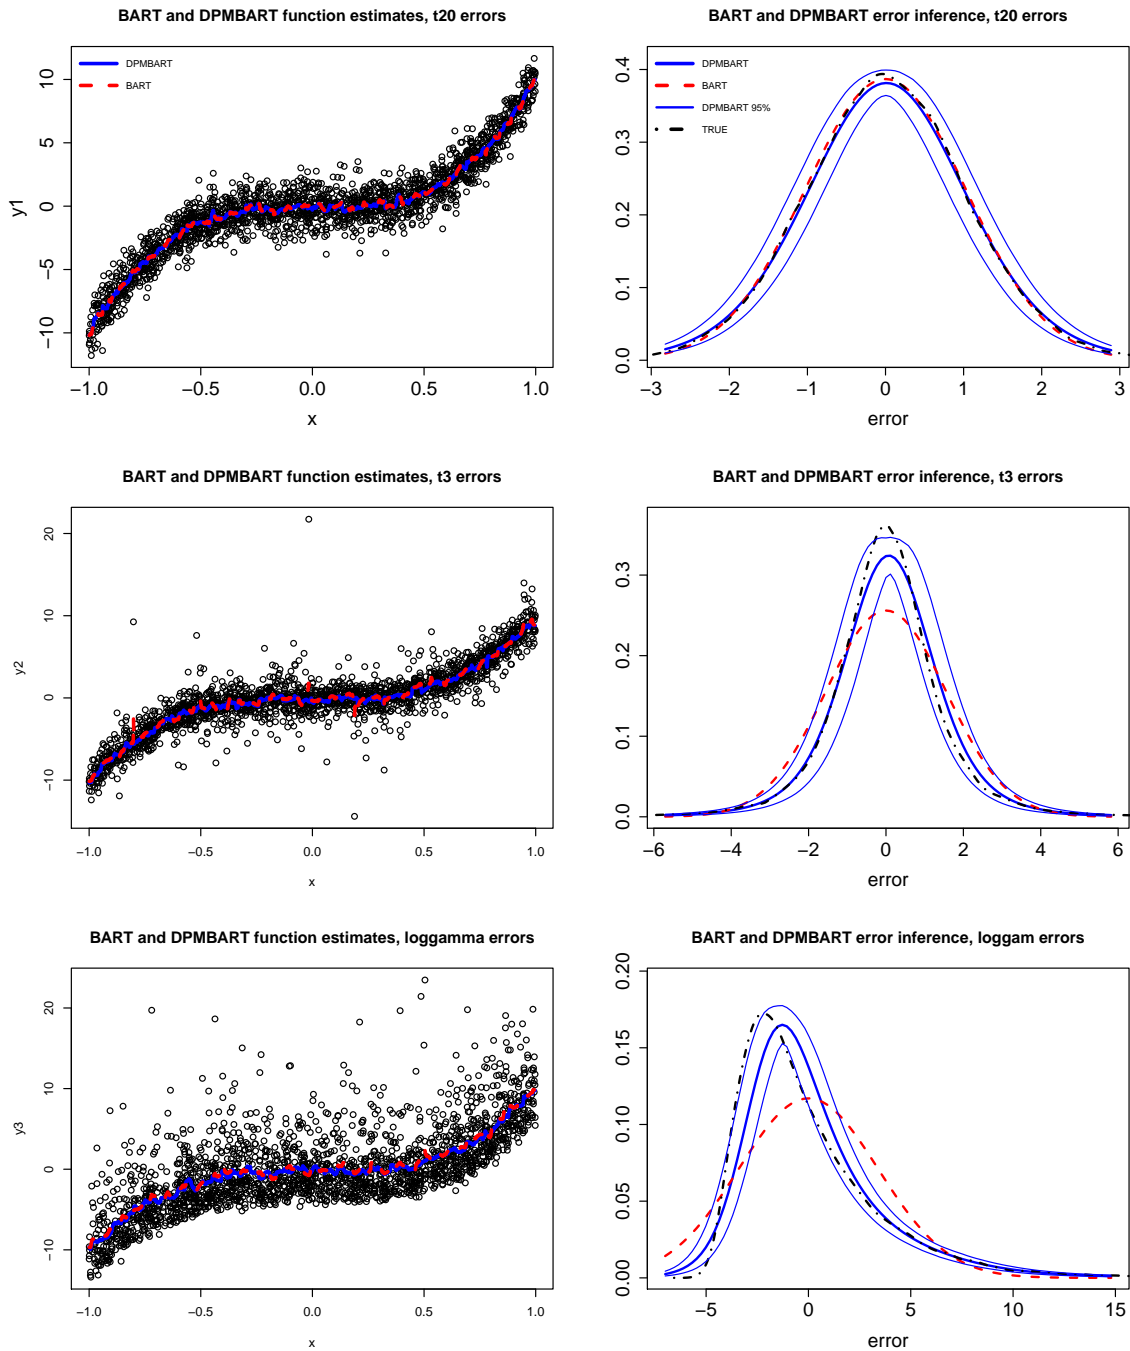 BART and DPMBART function estimates, t20 errors
DPMBART
BART
y1
10
5
0
−5
−10
−1.0 −0.5 0.0 0.5 1.0
x
BART and DPMBART error inference, t20 errors
DPMBART
BART
DPMBART 95%
TRUE
0.4
0.3
0.2
0.1
0.0
−3 −2 −1 0 1 2 3
error
BART and DPMBART function estimates, t3 errors
y2
20
10
0
−10
−1.0 −0.5 0.0 0.5 1.0
x
BART and DPMBART error inference, t3 errors
0.3
0.2
0.1
0.0
−6 −4 −2 0 2 4 6
error
BART and DPMBART function estimates, loggamma errors
y3
20
10
0
−10
−1.0 −0.5 0.0 0.5 1.0
x
BART and DPMBART error inference, loggam errors
0.20
0.15
0.10
0.05
0.00
−5 0 5 10 15
error